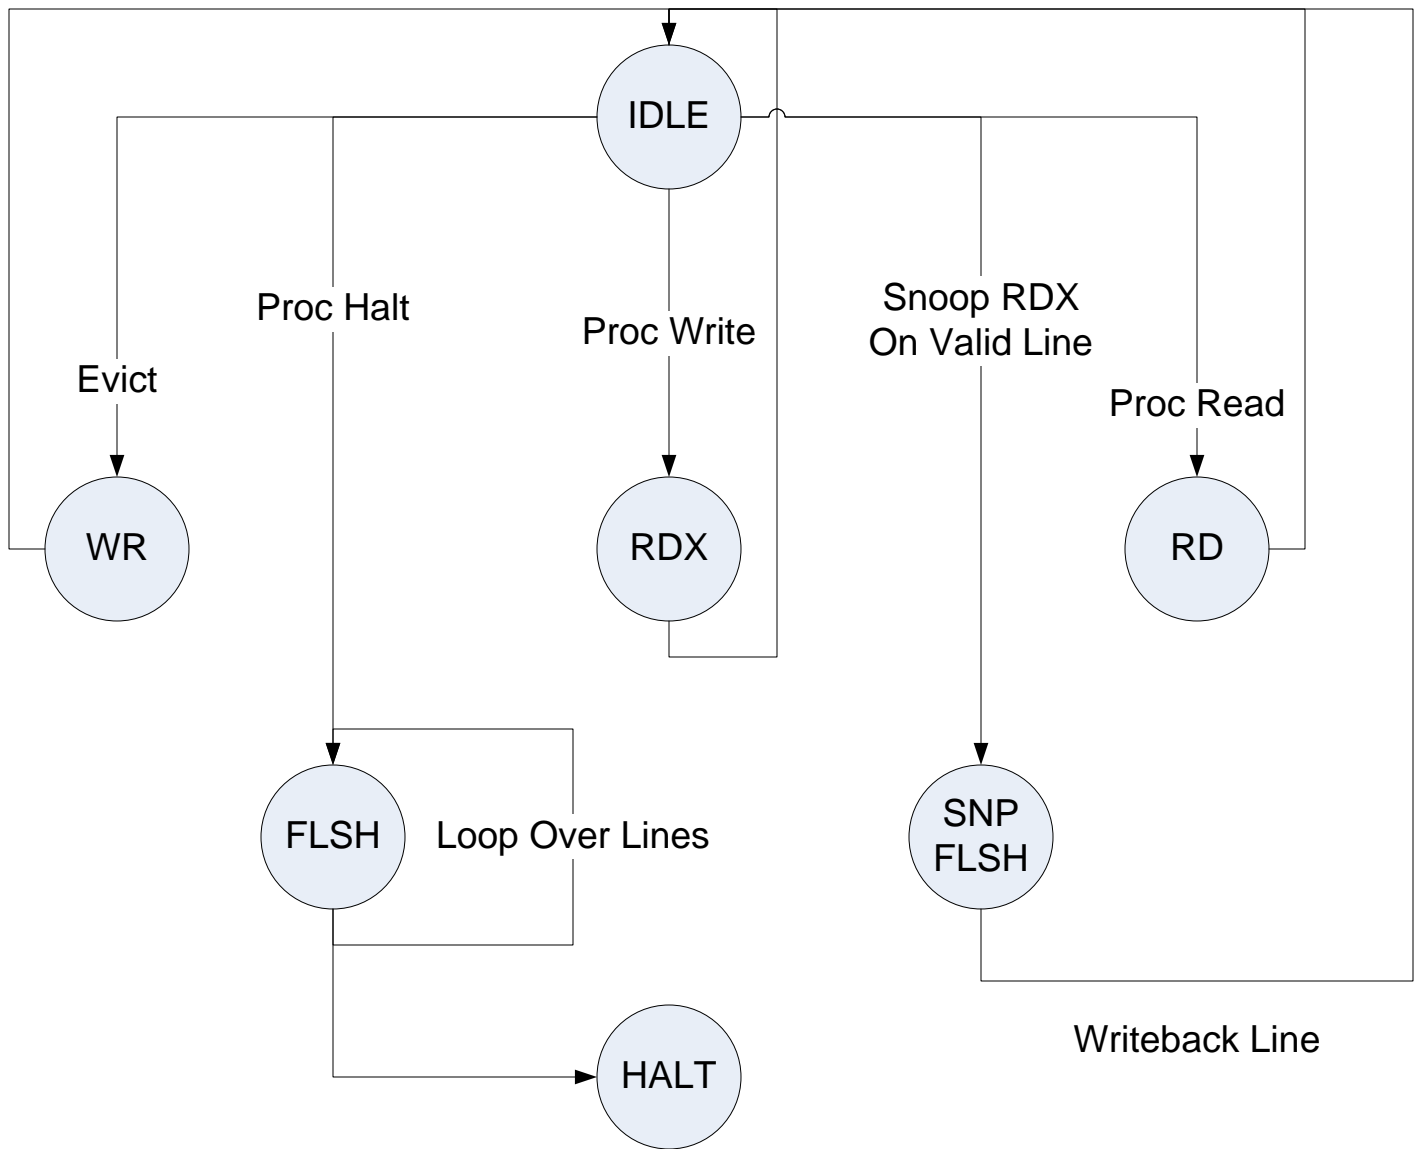 IDLE
Proc Halt
Proc Write
Snoop RDX
On Valid Line
Evict
Proc Read
WR
RDX
RD
FLSH
Loop Over Lines
SNP
FLSH
Writeback Line
HALT